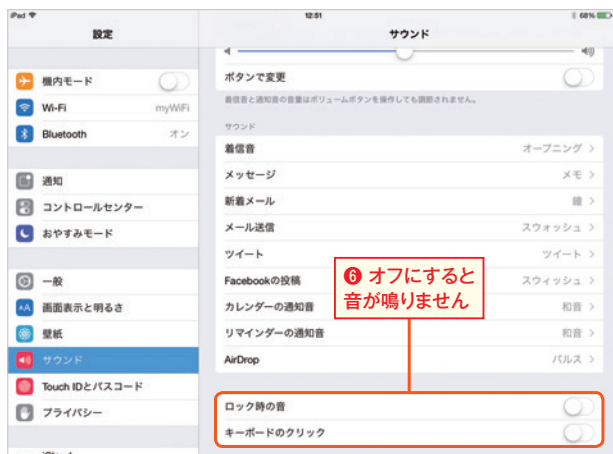 iPad 12:51 68%
設定
サウンド
ボタンで変更
着信音と通知音の音量はボリュームボタンを操作しても調節されません。
機内モード
Wi-Fi myWiFi
Bluetooth オン
通知
コントロールセンター
おやすみモード
一般
画面表示と明るさ
壁紙
サウンド
Touch IDとパスコード
プライバシー
iCloud
サウンド
着信音 オープニング
メッセージ メモ
新着メール 鐘
メール送信 スウォッシュ
ツイート ツイート
Facebookの投稿 スウィッシュ
カレンダーの通知音 和音
リマインダーの通知音 和音
AirDrop パルス
❻ オフにすると
音が鳴りません
ロック時の音
キーボードのクリック